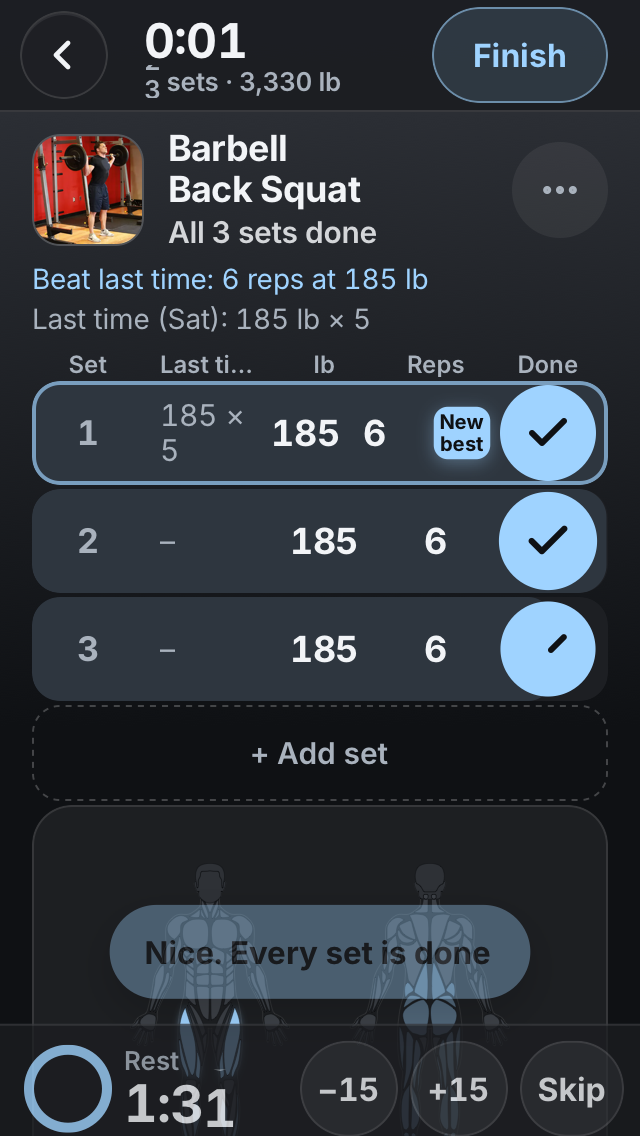 0:01
3 sets · 3,330 lb
Finish
Barbell
Back Squat
All 3 sets done
Beat last time: 6 reps at 185 lb
Last time (Sat): 185 lb × 5
Set Last ti... lb Reps Done
1 185 × 5 185 6 New best
2 – 185 6
3 – 185 6
+ Add set
Nice. Every set is done
Rest
1:31
−15 +15 Skip